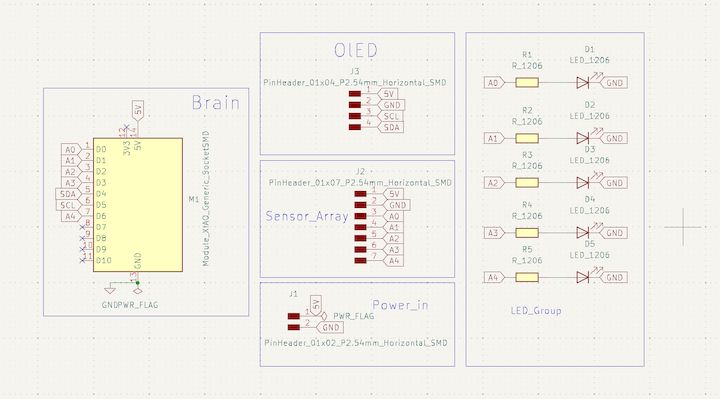 Brain
5V
12
14
3V3
5V
A0 1 D0
A1 2 D1
A2 3 D2
A3 4 D3
SDA 5 D4
SCL 6 D5
A4 7 D6
8 D7
9 D8
10 D9
11 D10
GND
13
M1
Module_XIAO_Generic_SocketSMD
GNDPWR_FLAG
OlED
J3
PinHeader_01x04_P2.54mm_Horizontal_SMD
1 5V
2 GND
3 SCL
4 SDA
J2
PinHeader_01x07_P2.54mm_Horizontal_SMD
Sensor_Array
1 5V
2 GND
3 A0
4 A1
5 A2
6 A3
7 A4
J1
5V
Power_in
1 PWR_FLAG
2 GND
PinHeader_01x02_P2.54mm_Horizontal_SMD
R1 D1
R_1206 LED_1206
A0 GND
R2 D2
R_1206 LED_1206
A1 GND
R3 D3
R_1206 LED_1206
A2 GND
R4 D4
R_1206 LED_1206
A3 GND
R5 D5
R_1206 LED_1206
A4 GND
LED_Group